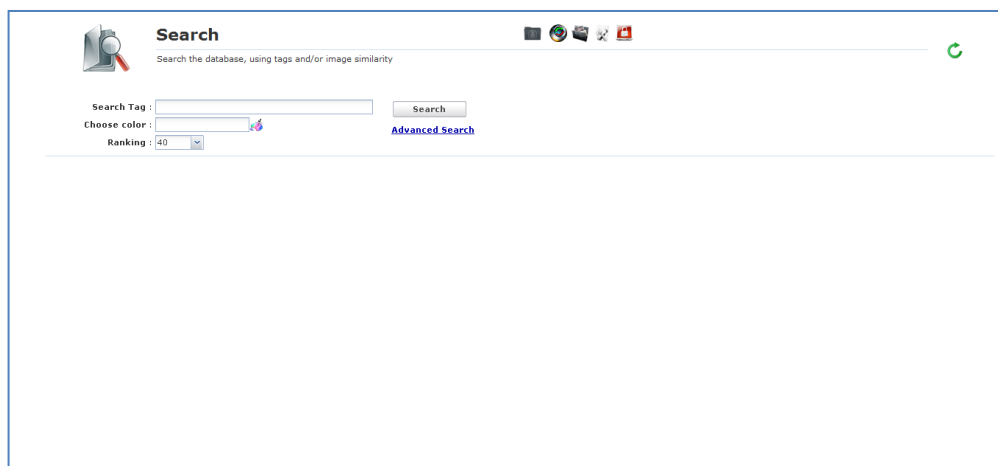 Search
Search the database, using tags and/or image similarity
Search Tag :
Search
Choose color :
Advanced Search
Ranking : 40